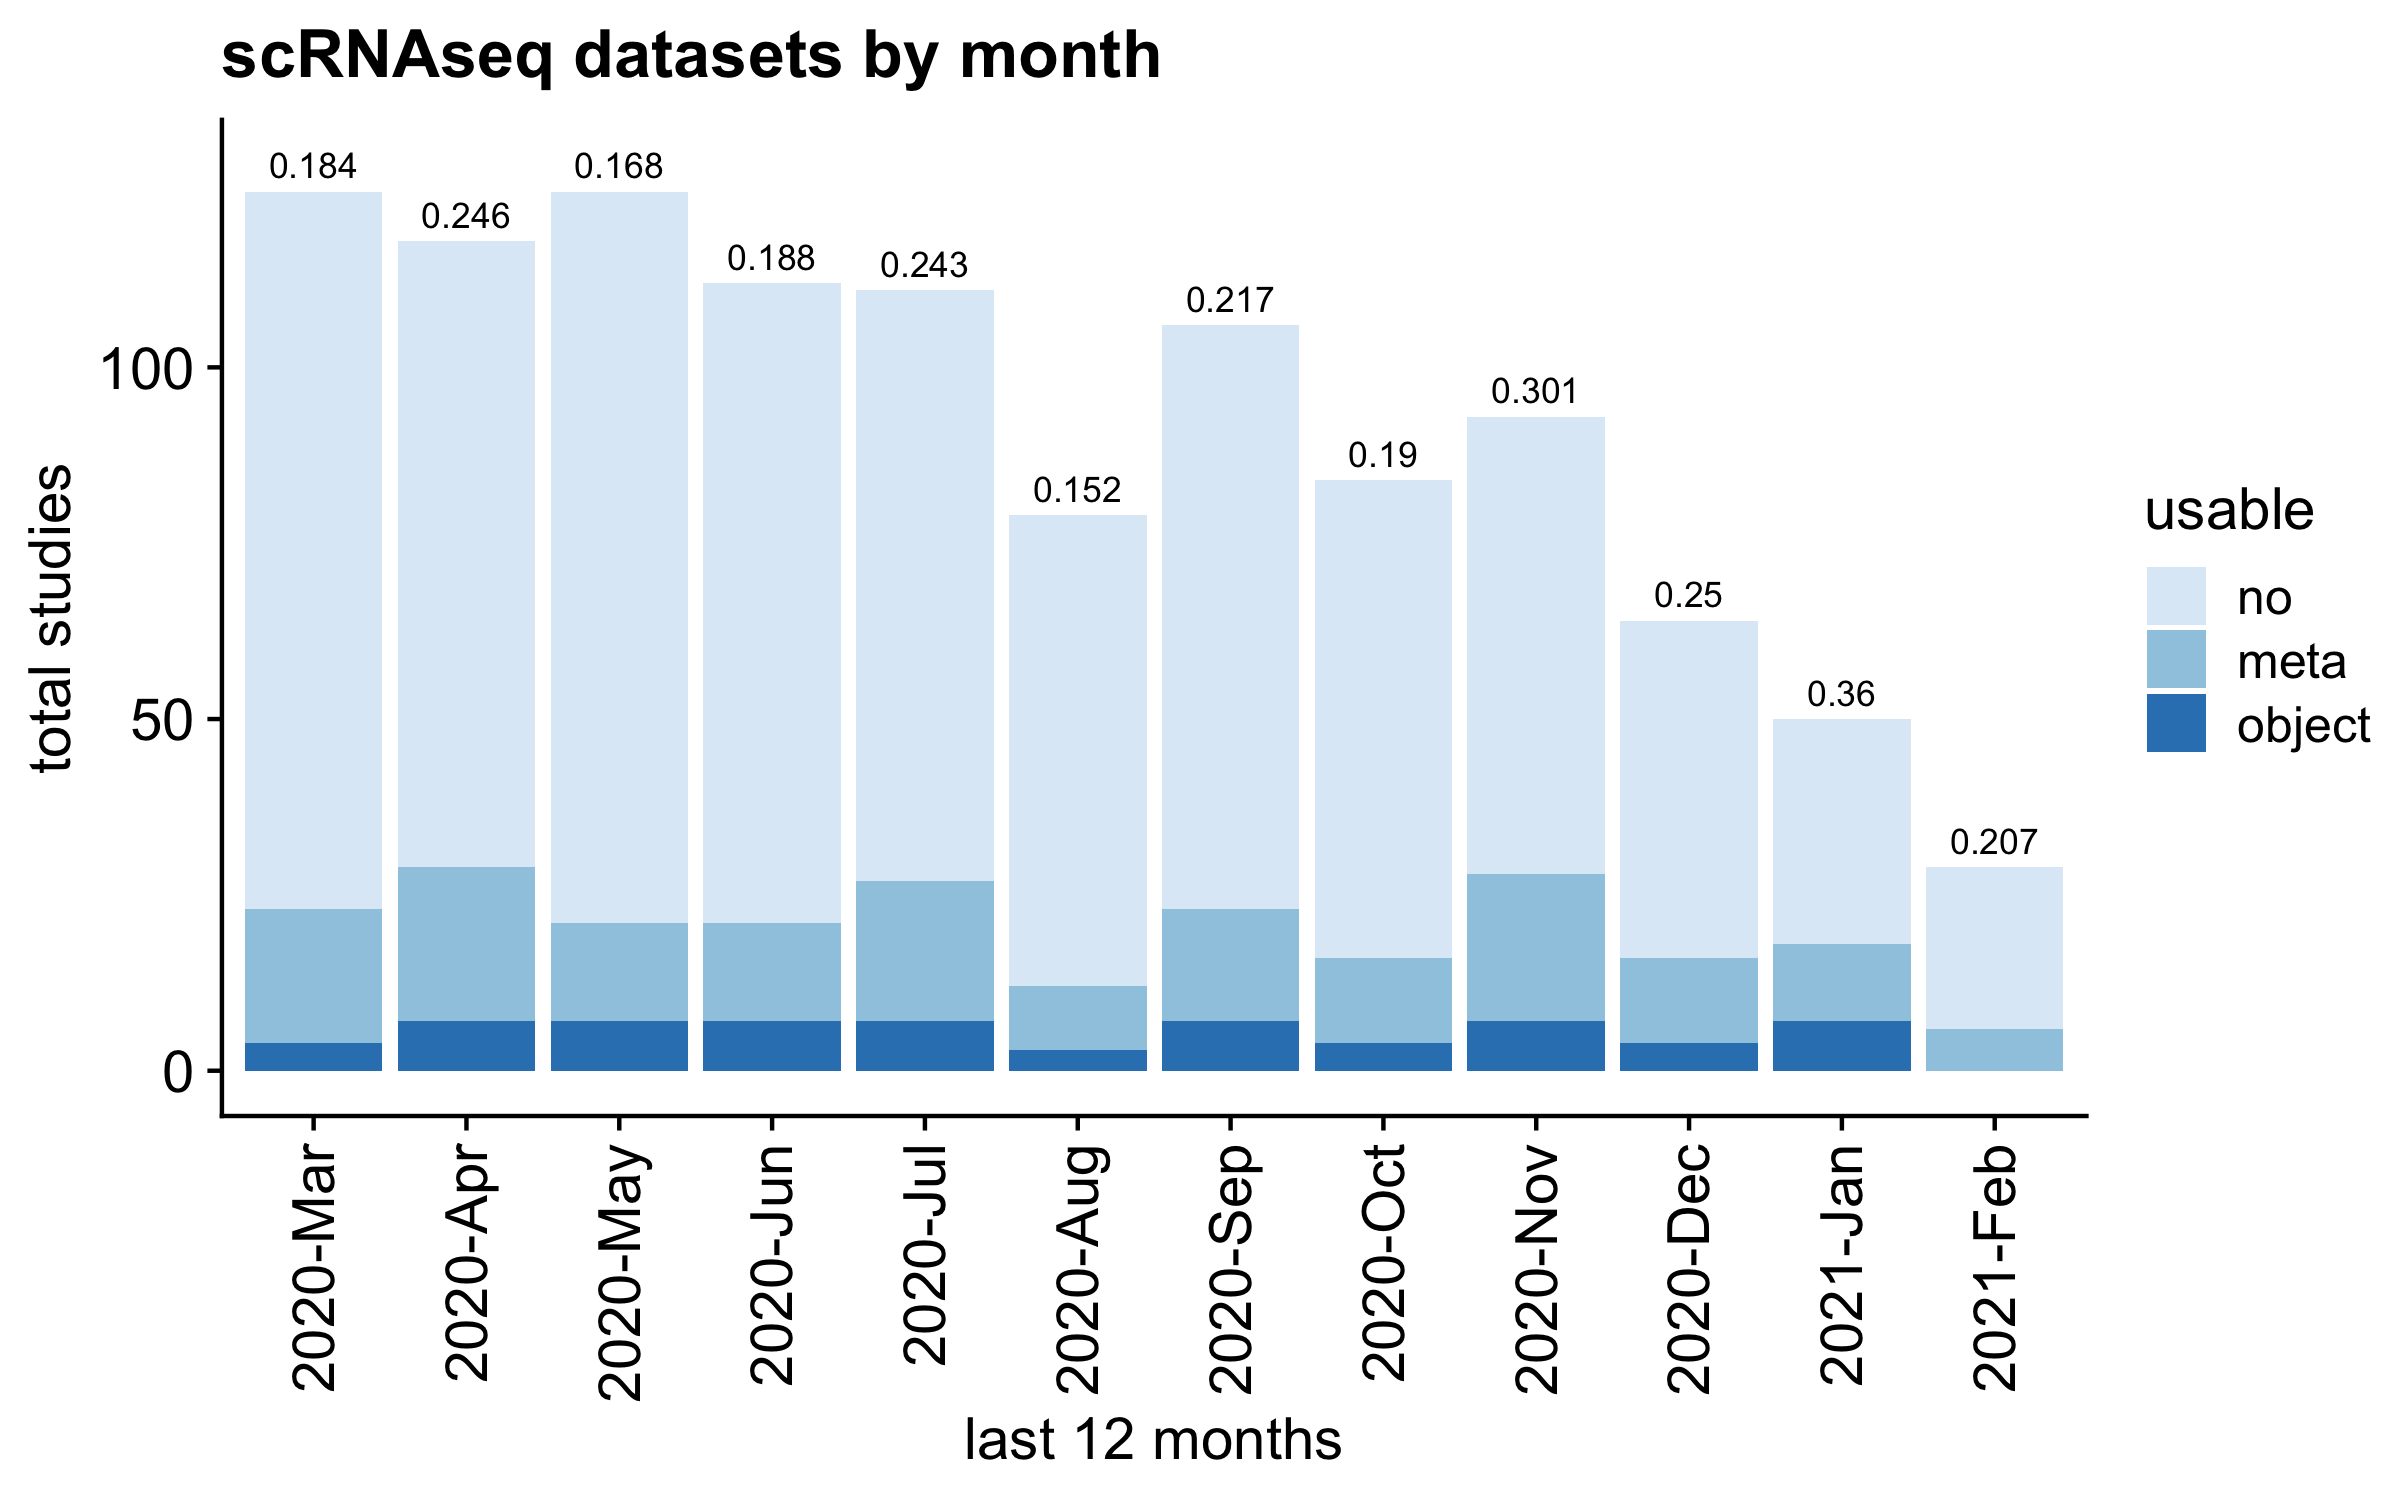 scRNAseq datasets by month
total studies
100
50
0
0.184
0.246
0.168
0.188
0.243
0.152
0.217
0.19
0.301
0.25
0.36
0.207
2020-Mar
2020-Apr
2020-May
2020-Jun
2020-Jul
2020-Aug
2020-Sep
2020-Oct
2020-Nov
2020-Dec
2021-Jan
2021-Feb
last 12 months
usable
no
meta
object